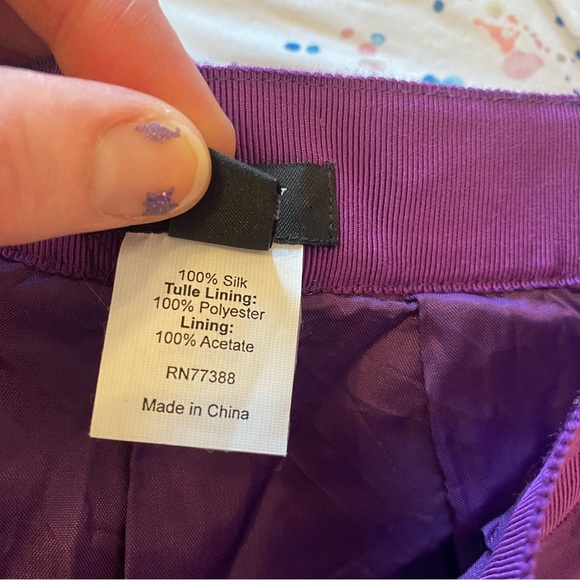 100% Silk
Tulle Lining:
100% Polyester
Lining:
100% Acetate
RN77388
Made in China